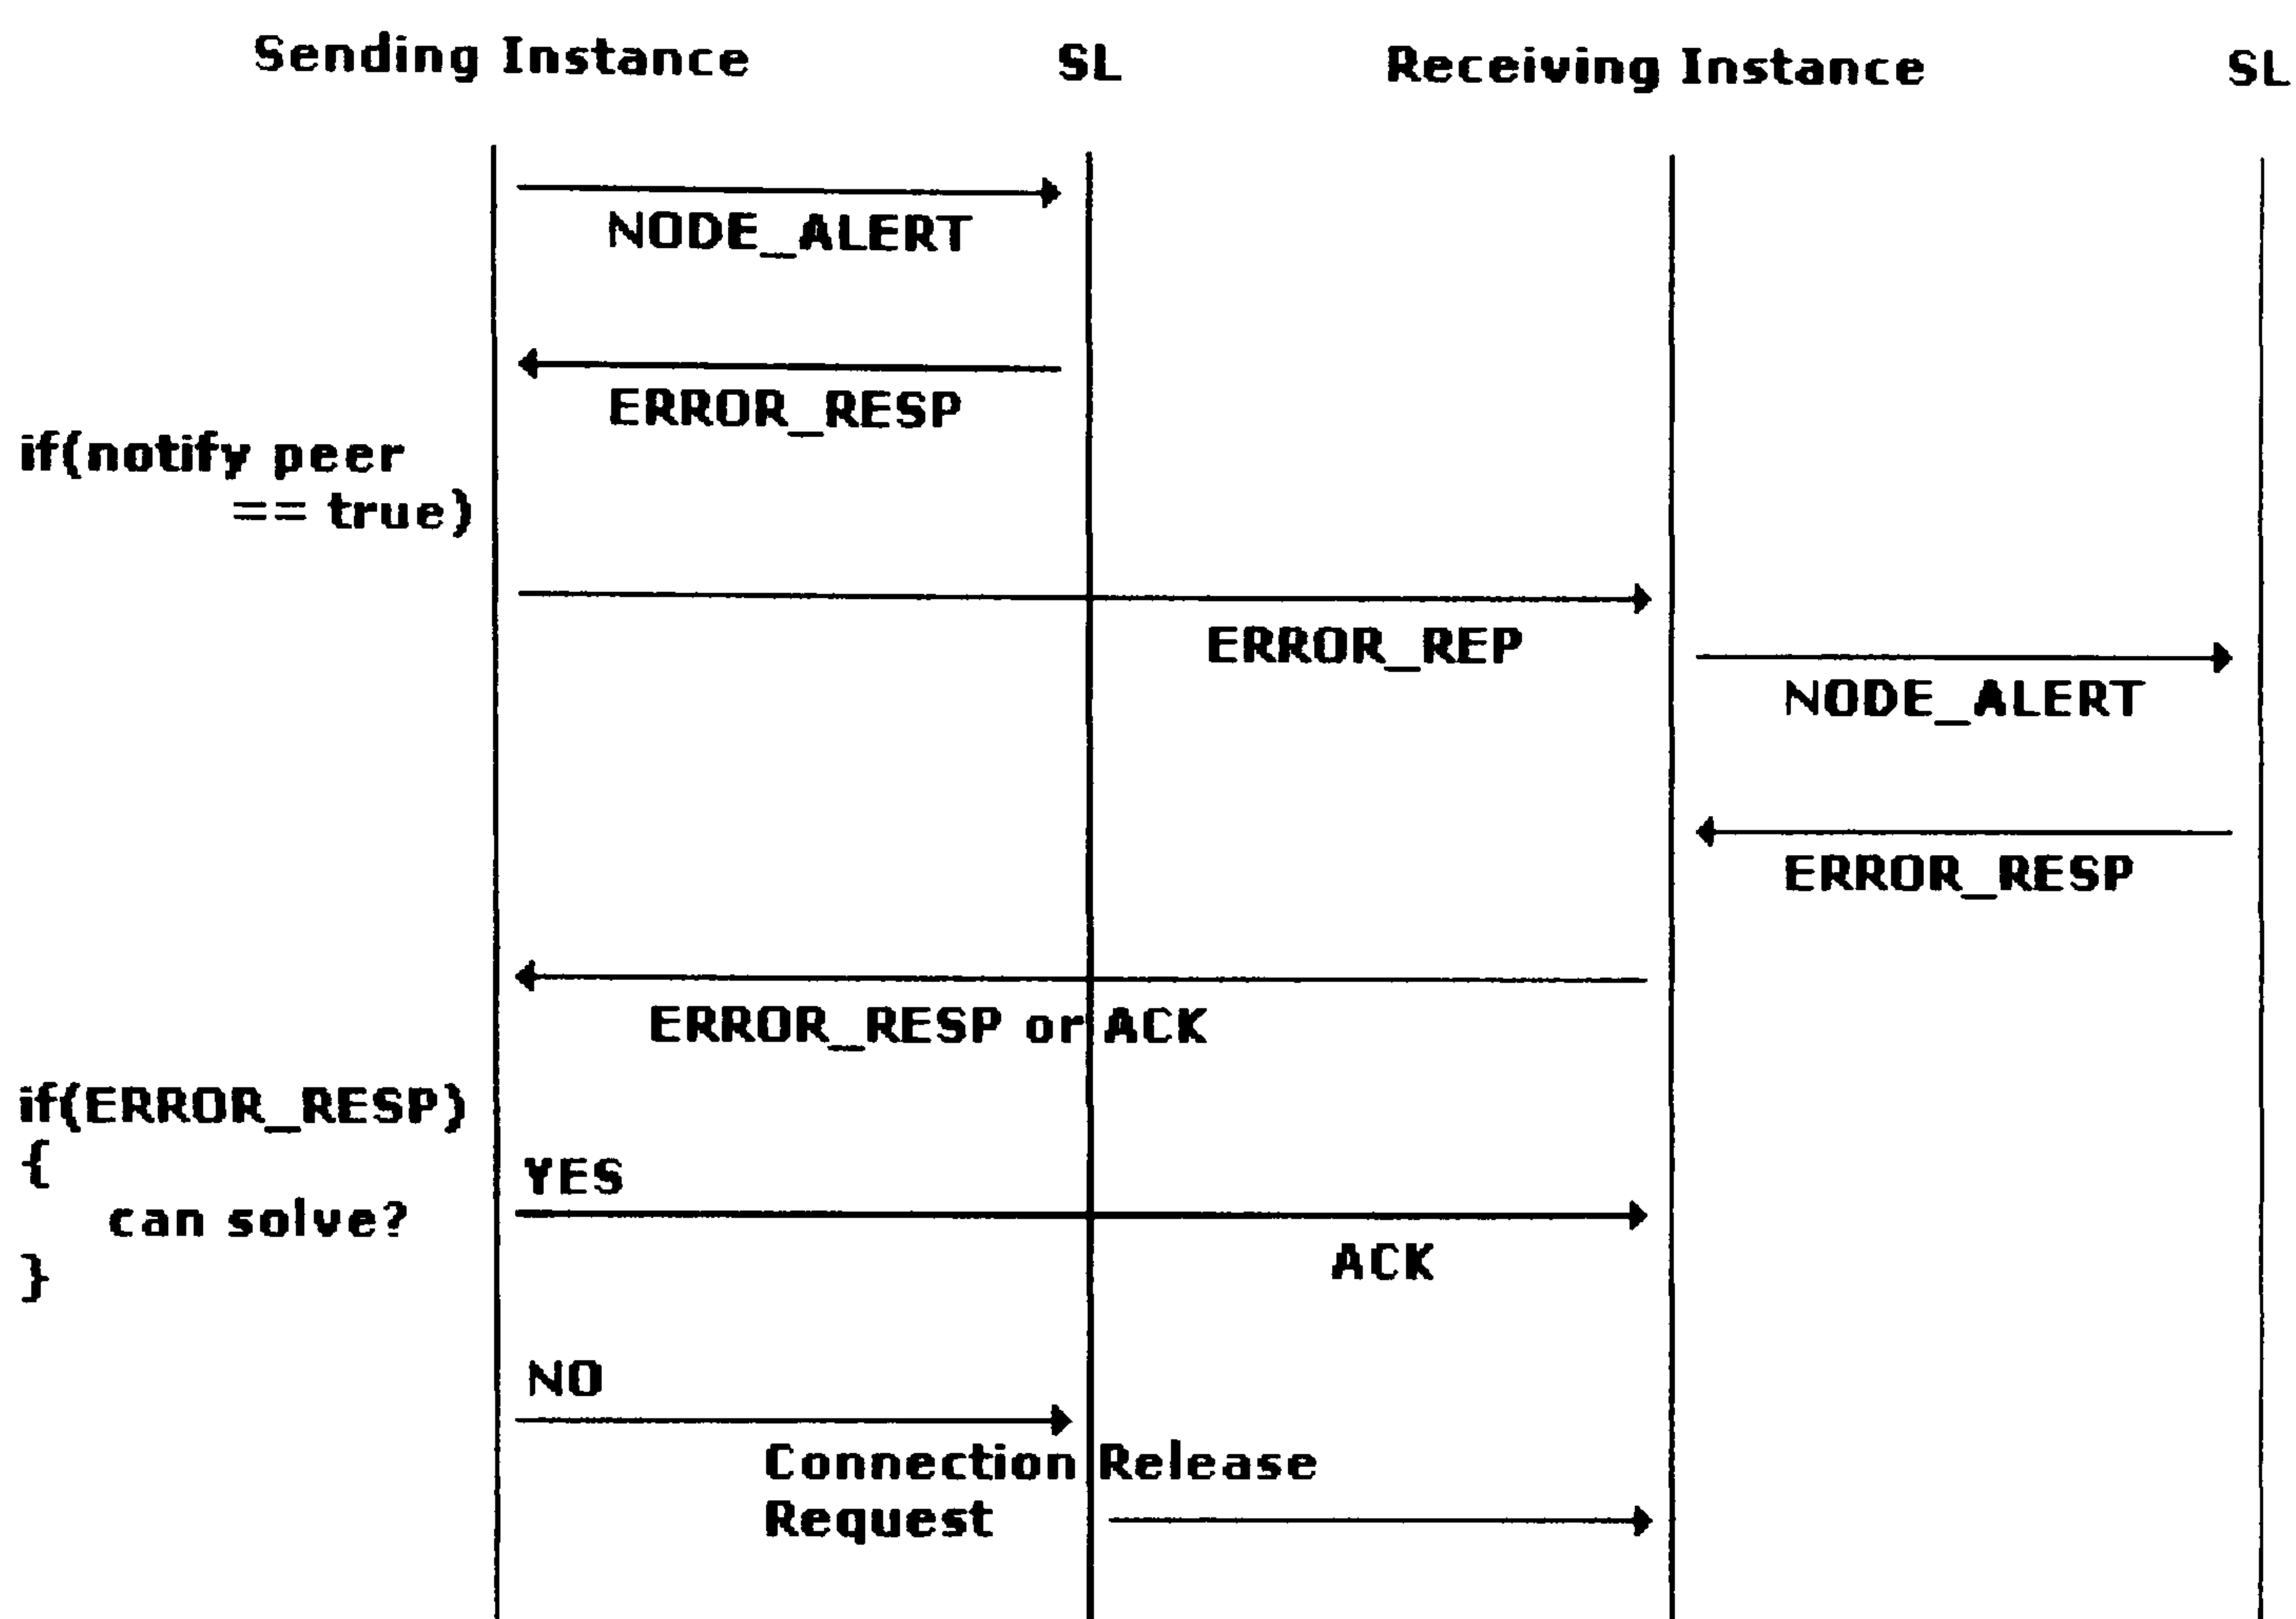 Sending Instance SL Receiving Instance SL
NODE_ALERT
ERROR_RESP
if(notify peer
== true)
ERROR_REP
NODE_ALERT
ERROR_RESP
ERROR_RESP or ACK
if(ERROR_RESP)
{
YES
can solve?
ACK
}
NO
Connection Release
Request